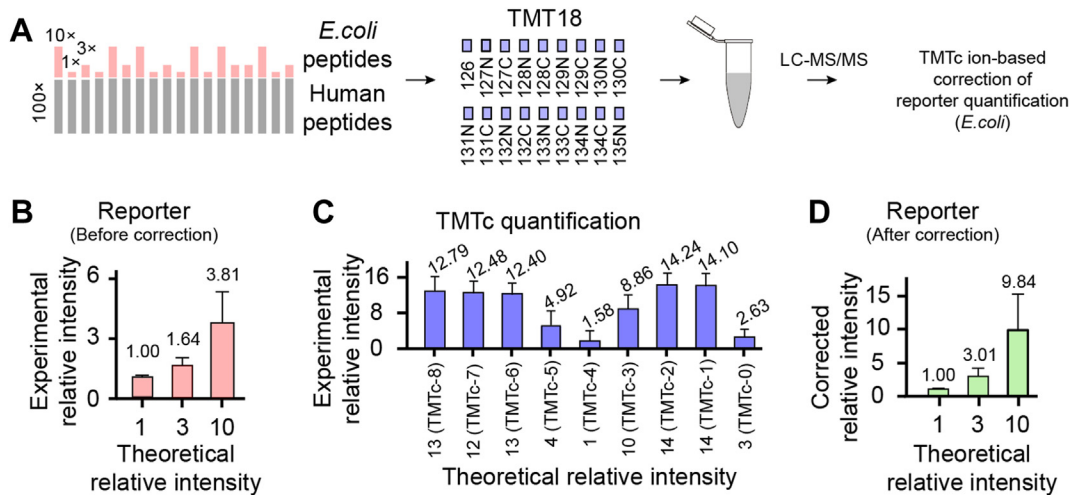 A
10×
3×
1×
100×
E.coli
peptides
Human
peptides
TMT18
126
127N
127C
128N
128C
129N
129C
130N
130C
131N
131C
132N
132C
133N
133C
134N
134C
135N
LC-MS/MS
TMTc ion-based
correction of
reporter quantification
(E.coli)
B
Reporter
(Before correction)
Experimental
relative intensity
6
3
0
1.00
1.64
3.81
1
3
10
Theoretical
relative intensity
C
TMTc quantification
Experimental
relative intensity
16
8
0
12.79
12.48
12.40
4.92
1.58
8.86
14.24
14.10
2.63
13 (TMTc-8)
12 (TMTc-7)
13 (TMTc-6)
4 (TMTc-5)
1 (TMTc-4)
10 (TMTc-3)
14 (TMTc-2)
14 (TMTc-1)
3 (TMTc-0)
Theoretical relative intensity
D
Reporter
(After correction)
Corrected
relative intensity
15
10
5
0
1.00
3.01
9.84
1
3
10
Theoretical
relative intensity